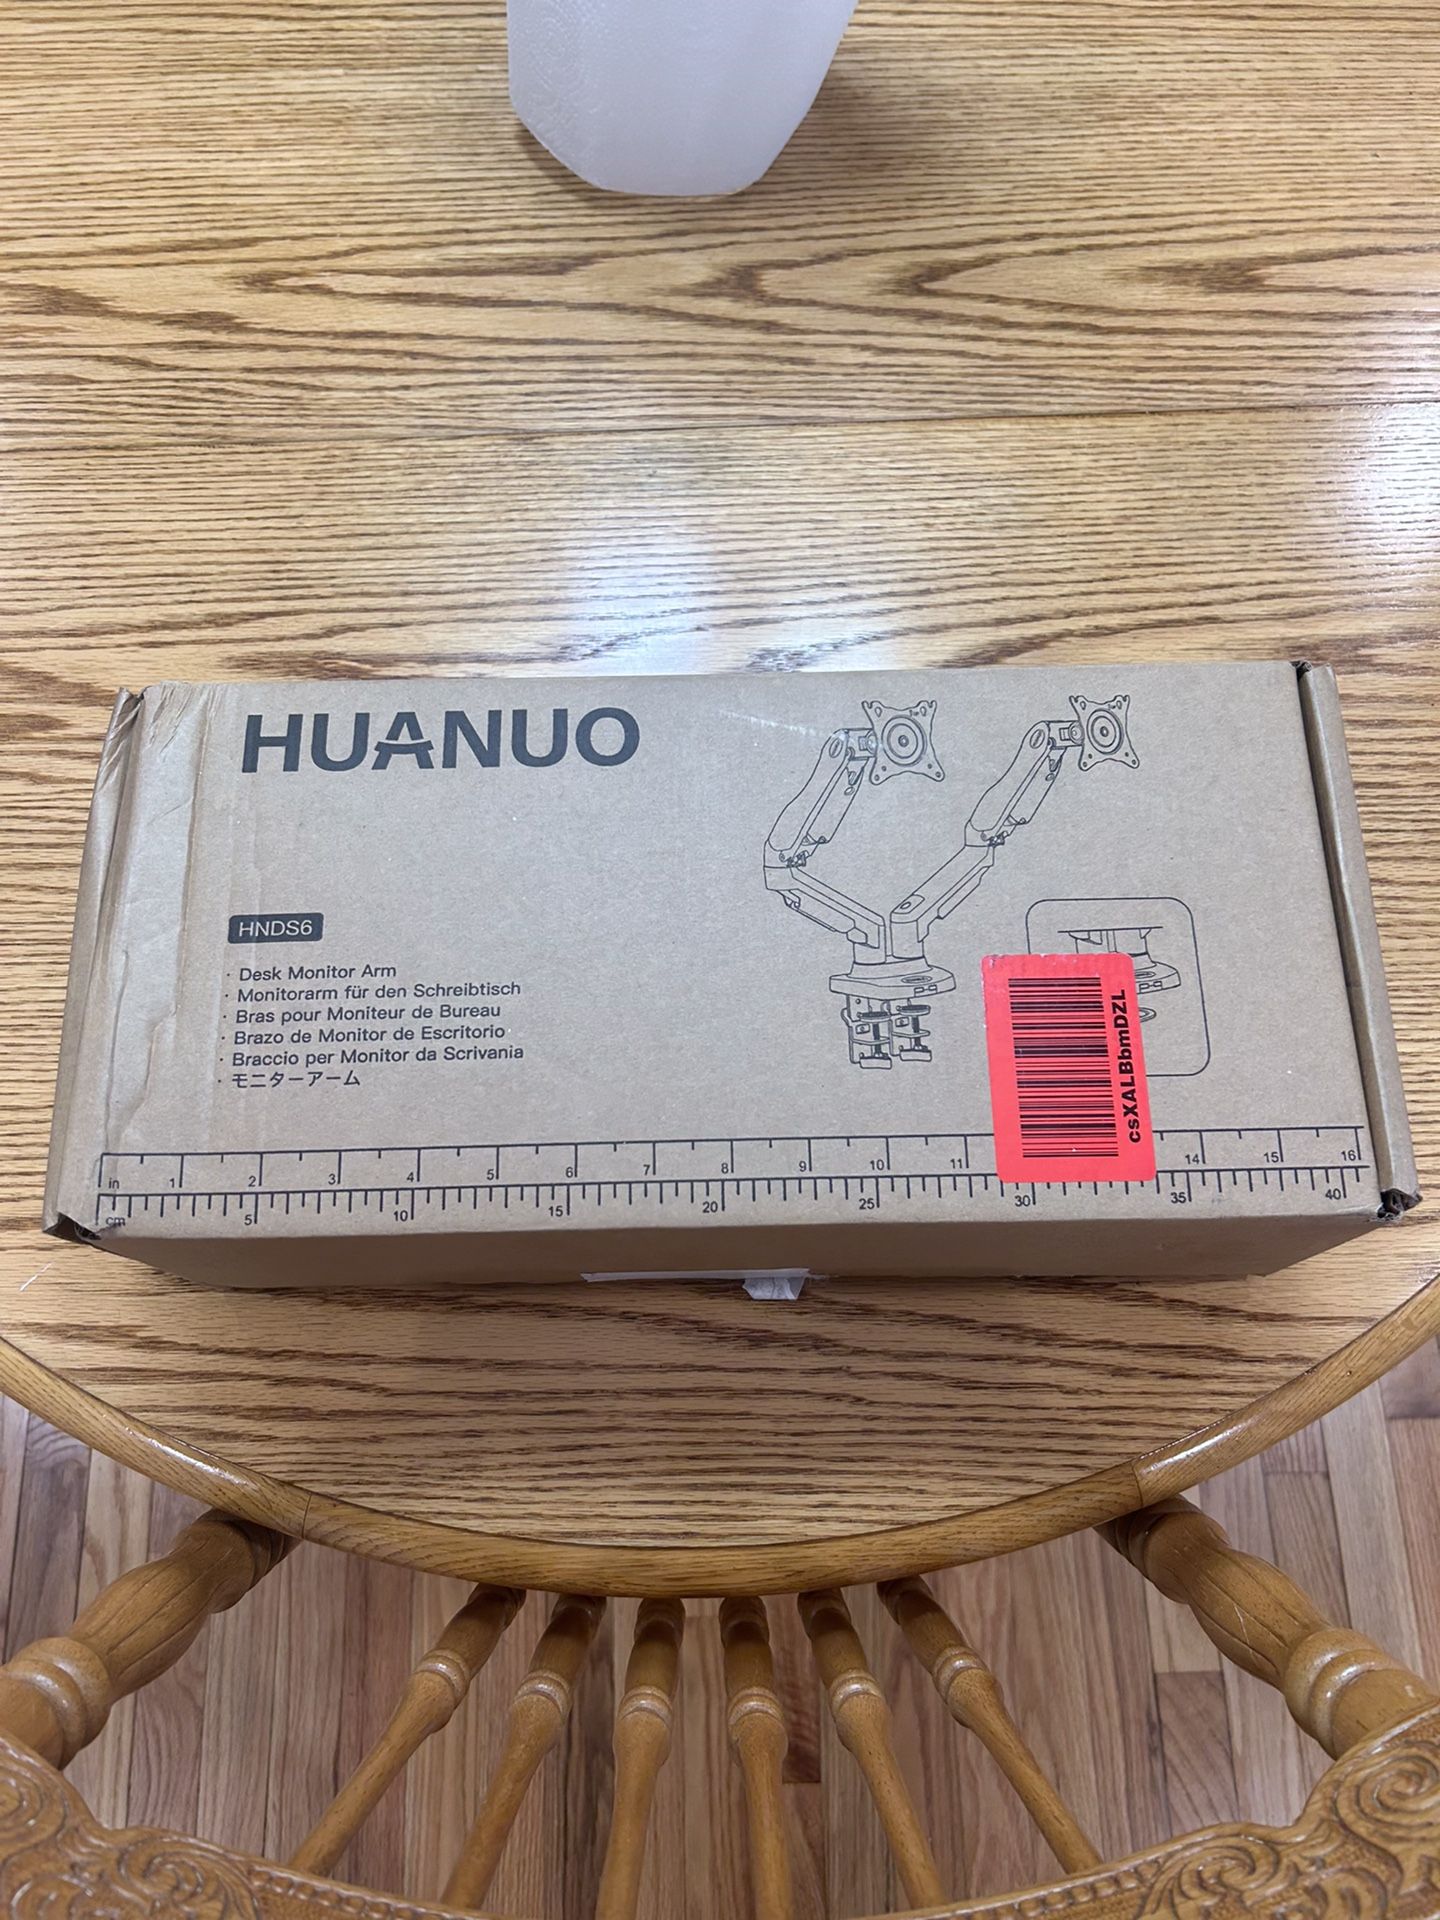 HUANUO
HNDS6
· Desk Monitor Arm
· Monitorarm für den Schreibtisch
· Bras pour Moniteur de Bureau
· Brazo de Monitor de Escritorio
· Braccio per Monitor da Scrivania
· モニターアーム
csXALBbmDZL
in 1 2 3 4 5 6 7 8 9 10 11 14 15 16
cm 5 10 15 20 25 30 35 40